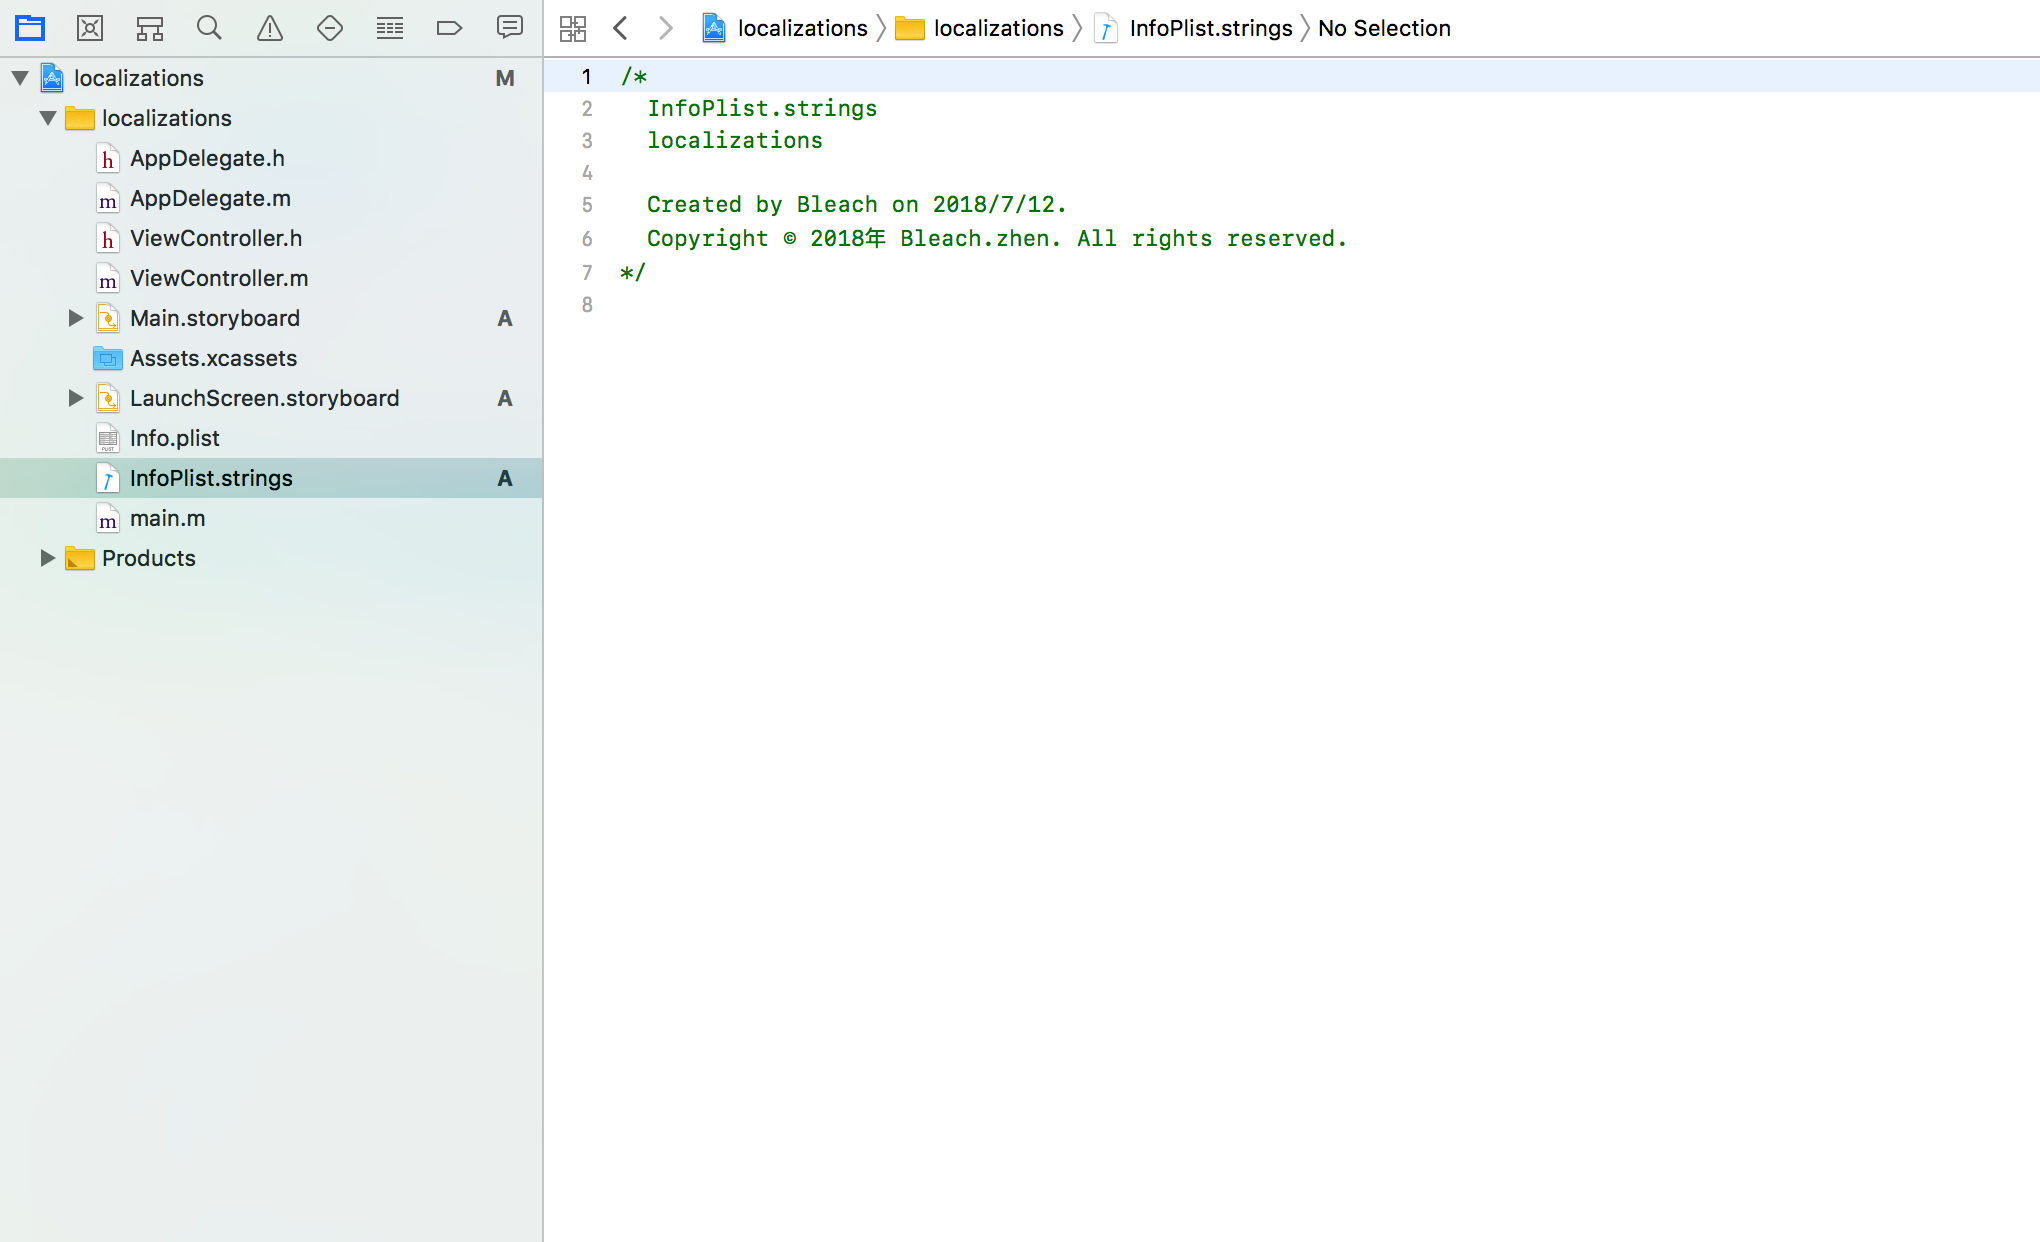 localizations M
localizations
AppDelegate.h
AppDelegate.m
ViewController.h
ViewController.m
Main.storyboard A
Assets.xcassets
LaunchScreen.storyboard A
Info.plist
InfoPlist.strings A
main.m
Products
localizations localizations InfoPlist.strings No Selection
1 /*
2 InfoPlist.strings
3 localizations
4
5 Created by Bleach on 2018/7/12.
6 Copyright © 2018年 Bleach.zhen. All rights reserved.
7 */
8